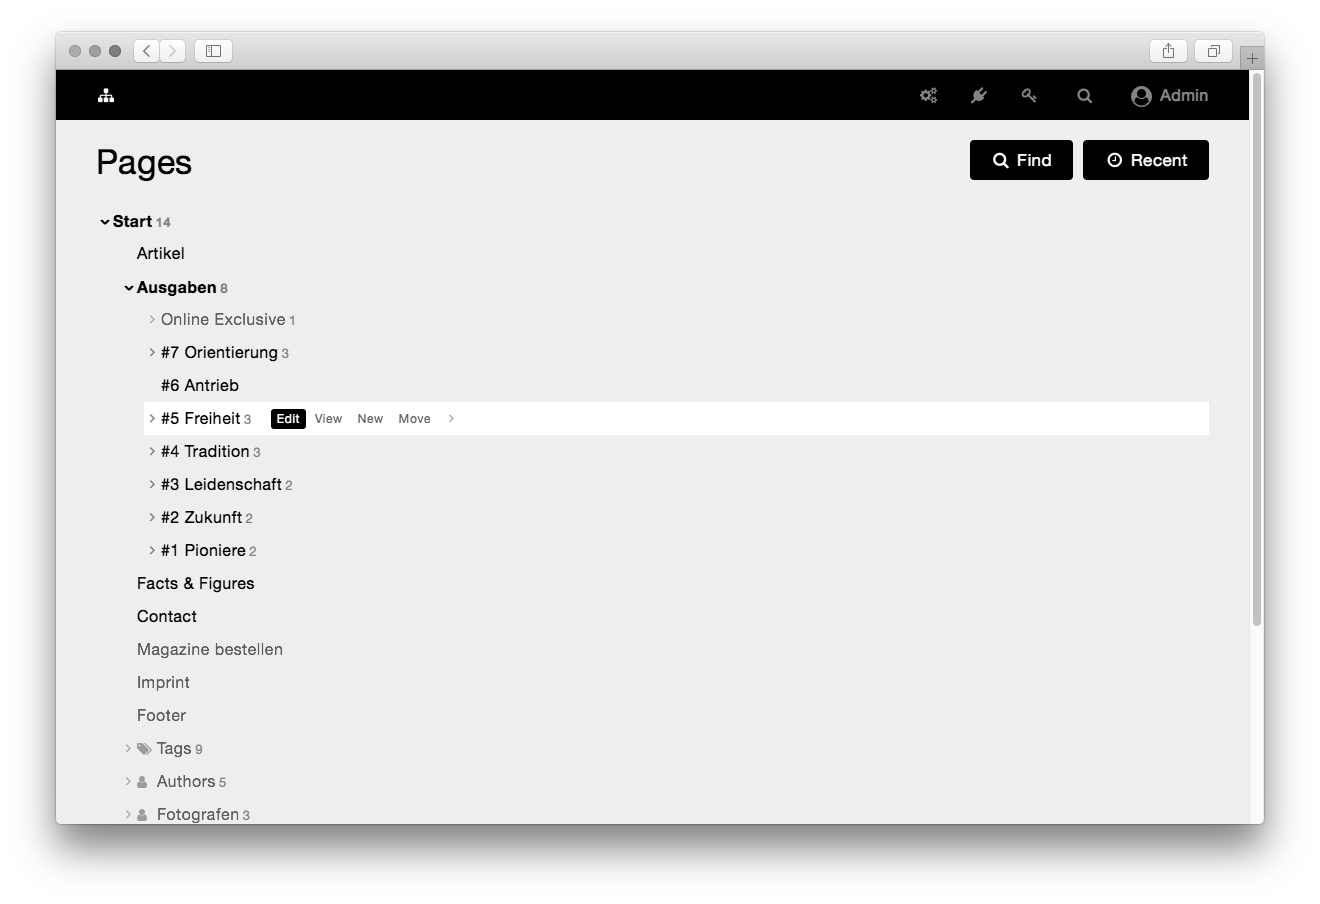 Admin
Pages
Find
Recent
Start 14
Artikel
Ausgaben 8
Online Exclusive 1
#7 Orientierung 3
#6 Antrieb
#5 Freiheit 3 Edit View New Move
#4 Tradition 3
#3 Leidenschaft 2
#2 Zukunft 2
#1 Pioniere 2
Facts & Figures
Contact
Magazine bestellen
Imprint
Footer
Tags 9
Authors 5
Fotografen 3